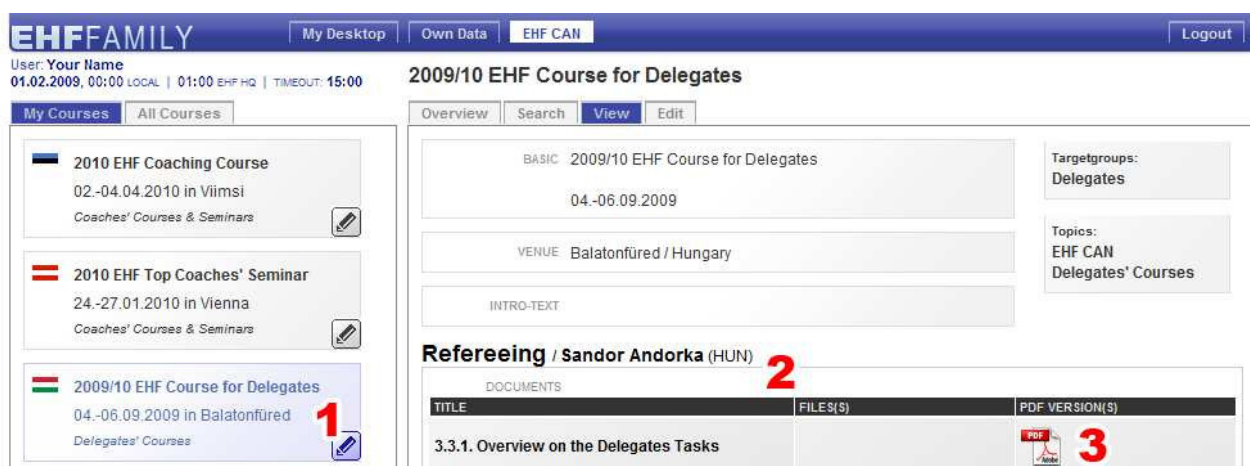 EHFFAMILY
My Desktop
Own Data
EHF CAN
Logout
User: Your Name
01.02.2009, 00:00 LOCAL | 01:00 EHF HQ | TIMEOUT: 15:00
My Courses
All Courses
2010 EHF Coaching Course
02.-04.04.2010 in Viimsi
Coaches' Courses & Seminars
2010 EHF Top Coaches' Seminar
24.-27.01.2010 in Vienna
Coaches' Courses & Seminars
2009/10 EHF Course for Delegates
04.-06.09.2009 in Balatonfüred
Delegates' Courses
1
2009/10 EHF Course for Delegates
Overview
Search
View
Edit
BASIC 2009/10 EHF Course for Delegates
04.-06.09.2009
VENUE Balatonfüred / Hungary
INTRO-TEXT
Targetgroups:
Delegates
Topics:
EHF CAN
Delegates' Courses
Refereeing / Sandor Andorka (HUN)
2
DOCUMENTS
TITLE FILES(S) PDF VERSION(S)
3.3.1. Overview on the Delegates Tasks
PDF
Adobe
3